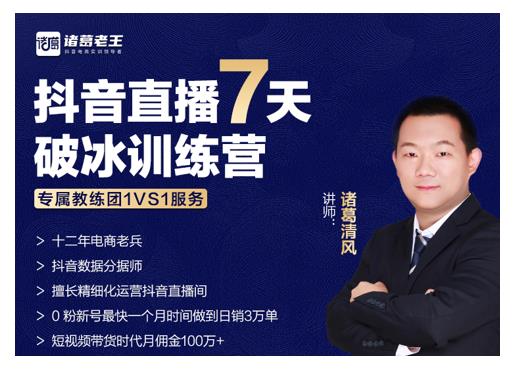 诸葛
诸葛老王
抖音电商实训领导者
抖音直播7天
破冰训练营
专属教练团1VS1服务
讲师：
诸葛清风
> 十二年电商老兵
> 抖音数据分据师
> 擅长精细化运营抖音直播间
> 0 粉新号最快一个月时间做到日销3万单
> 短视频带货时代月佣金100万+